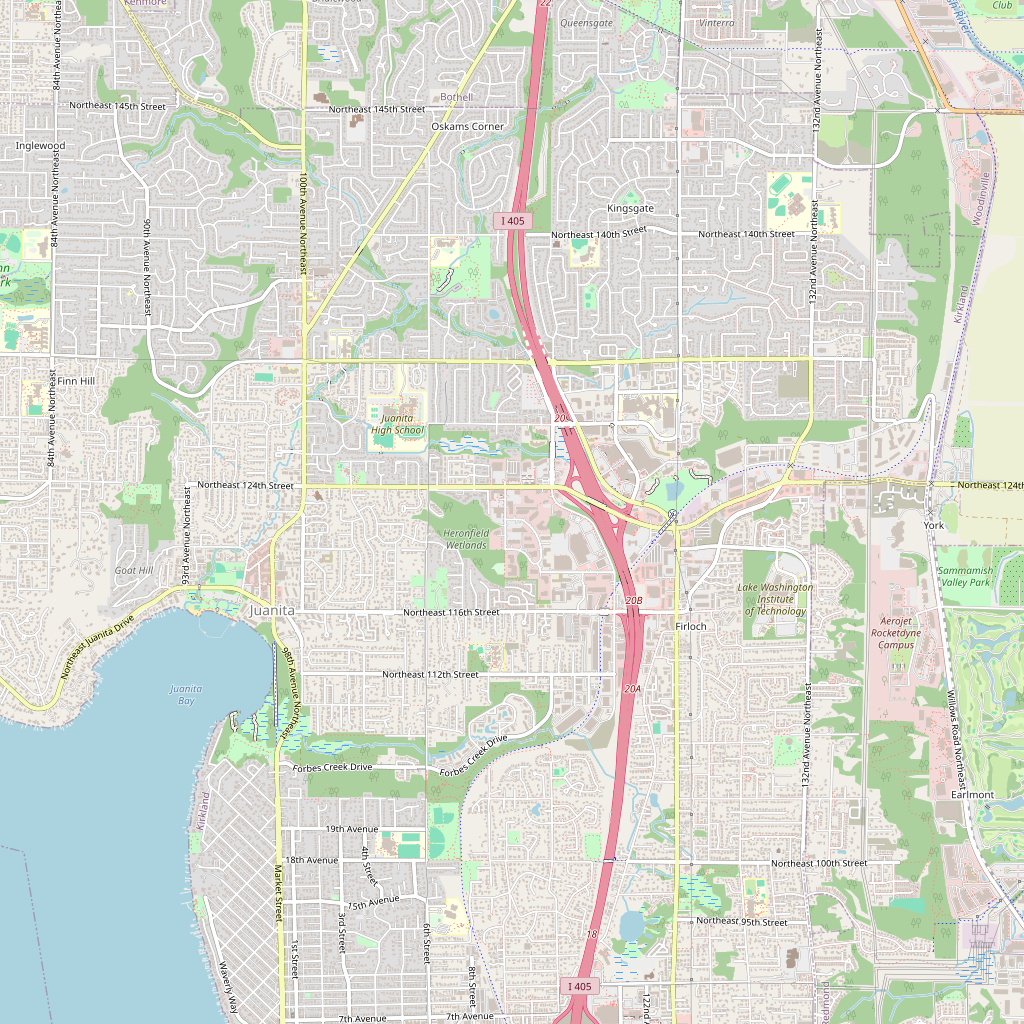 Kenmore
22
Queensgate
Vinterra
Club
84th Avenue Northeast
Northeast 145th Street
Northeast 145th Street
Bothell
Oskams Corner
132nd Avenue Northeast
Inglewood
84th Avenue Northeast
100th Avenue Northeast
90th Avenue Northeast
I 405
Kingsgate
Northeast 140th Street
Northeast 140th Street
132nd Avenue Northeast
Woodinville
Kirkland
Finn Hill
84th Avenue Northeast
Juanita
High School
20C
Northeast 124th Street
Northeast 124th
93rd Avenue Northeast
York
Heronfield
Wetlands
Goat Hill
Sammamish
Valley Park
Lake Washington
Institute
of Technology
20B
Juanita
Northeast 116th Street
Firloch
Aerojet
Rocketdyne
Campus
Northeast Juanita Drive
98th Avenue Northeast
Northeast 112th Street
20A
Juanita
Bay
132nd Avenue Northeast
Willows Road Northeast
Forbes Creek Drive
Forbes Creek Drive
Earlmont
Kirkland
19th Avenue
18th Avenue
4th Street
Northeast 100th Street
Market Street
15th Avenue
3rd Street
6th Street
Northeast 95th Street
18
1st Street
8th Street
Waverly Way
I 405
122nd A
Redmond
7th Avenue
7th Avenue